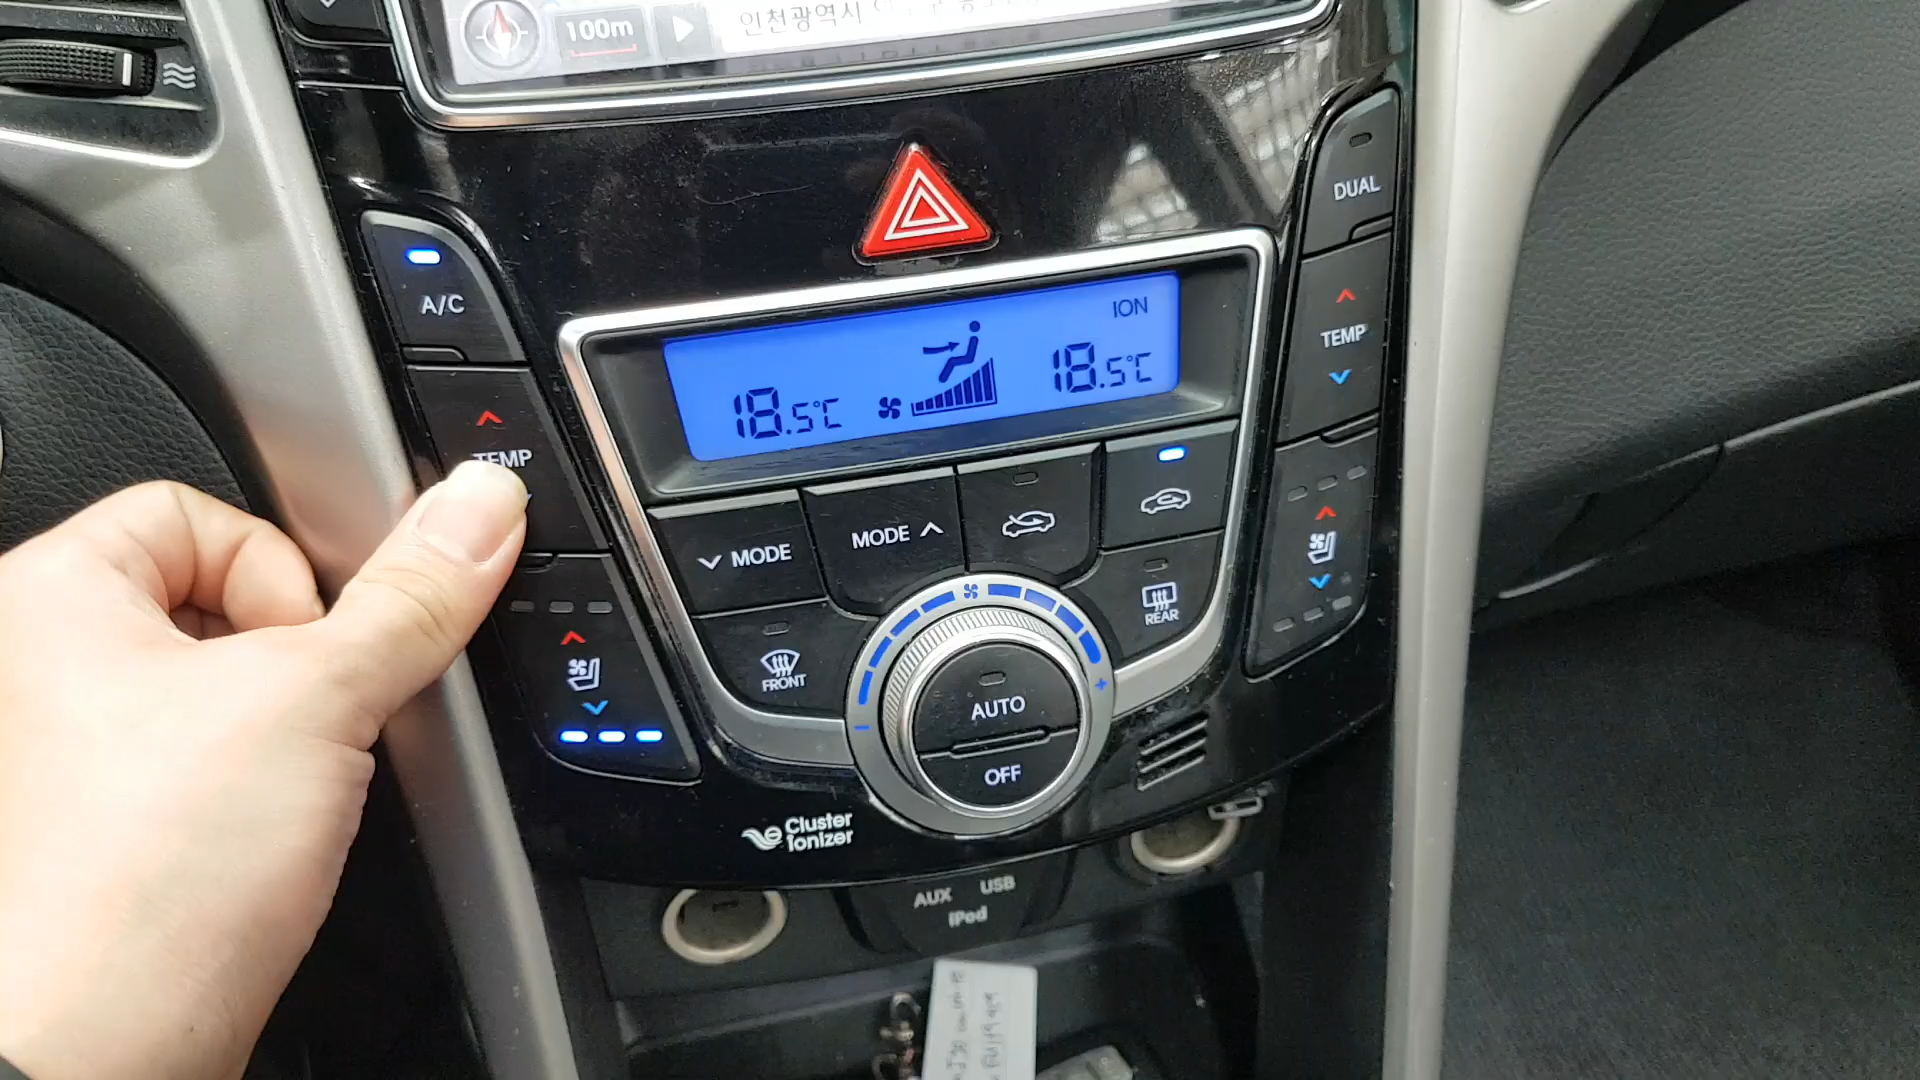 100m
인천광역시
DUAL
A/C
ION
18.5°C
18.5°C
TEMP
TEMP
MODE
MODE
FRONT
REAR
AUTO
OFF
Cluster
ionizer
AUX USB
iPod